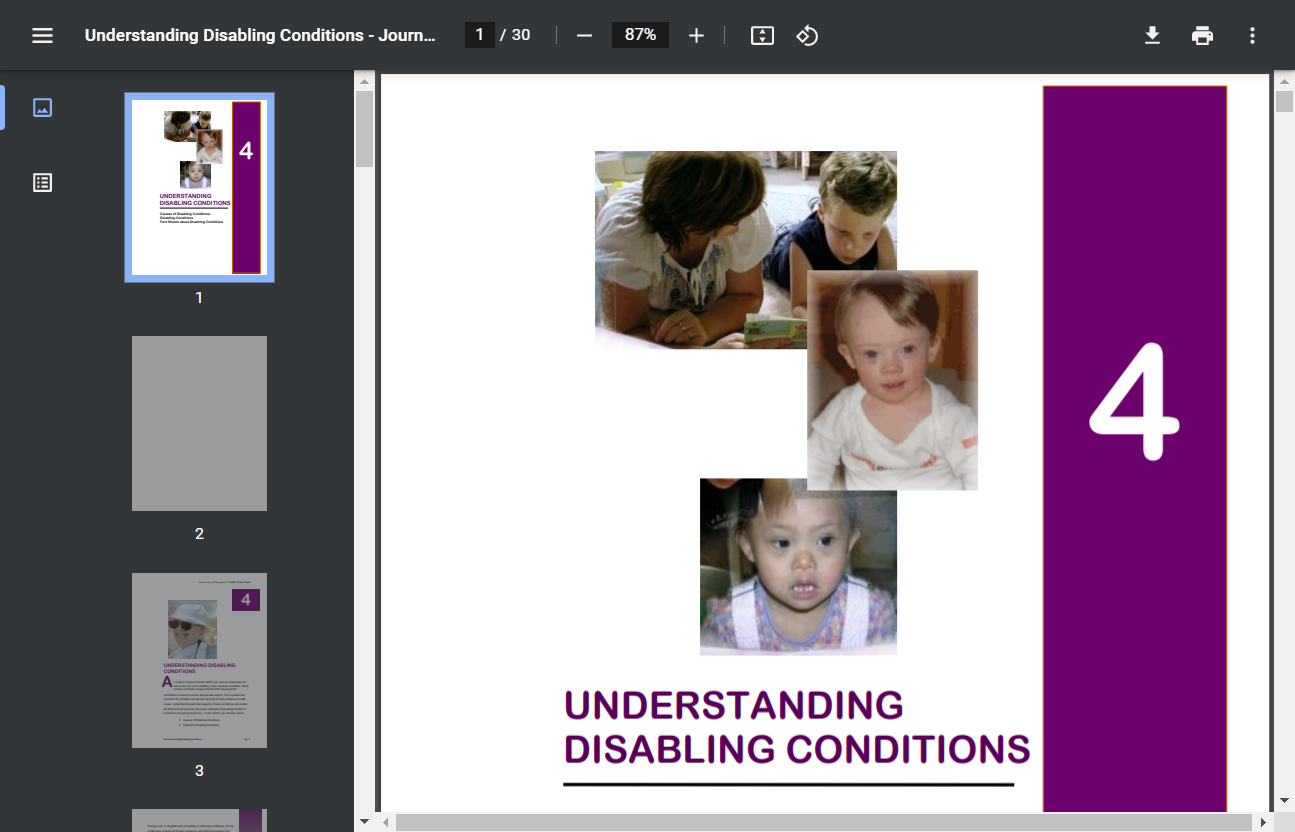 Understanding Disabling Conditions - Journ...
1 / 30
87%
4
UNDERSTANDING
DISABLING CONDITIONS
Causes of Disabling Conditions
Disabling Conditions
Fact Sheets about Disabling Conditions
1
2
4
UNDERSTANDING DISABLING
CONDITIONS
3
4
UNDERSTANDING
DISABLING CONDITIONS